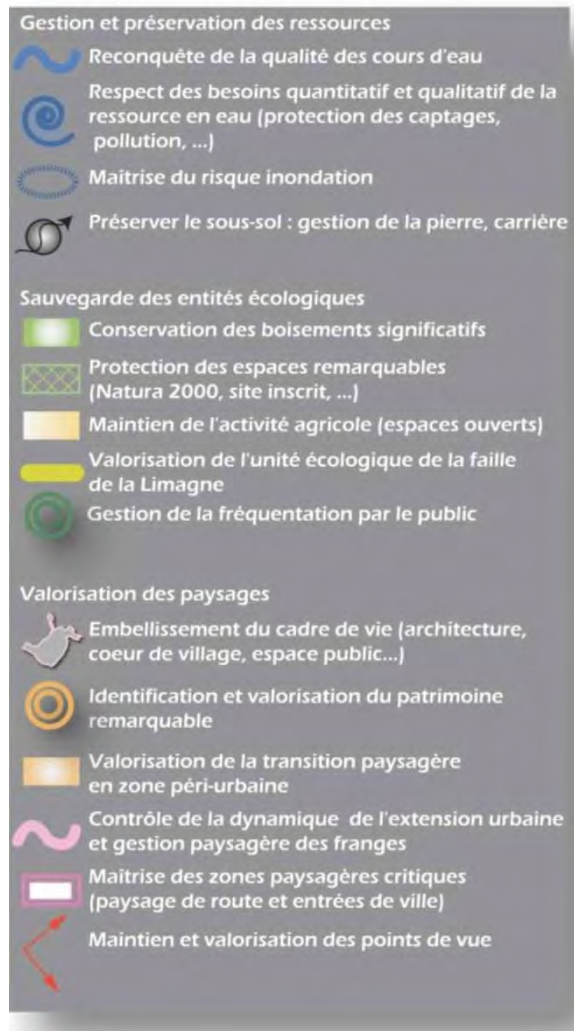 Gestion et préservation des ressources
Reconquête de la qualité des cours d'eau
Respect des besoins quantitatif et qualitatif de la
ressource en eau (protection des captages,
pollution, ...)
Maîtrise du risque inondation
Préserver le sous-sol : gestion de la pierre, carrière
Sauvegarde des entités écologiques
Conservation des boisements significatifs
Protection des espaces remarquables
(Natura 2000, site inscrit, ...)
Maintien de l'activité agricole (espaces ouverts)
Valorisation de l'unité écologique de la faille
de la Limagne
Gestion de la fréquentation par le public
Valorisation des paysages
Embellissement du cadre de vie (architecture,
coeur de village, espace public...)
Identification et valorisation du patrimoine
remarquable
Valorisation de la transition paysagère
en zone péri-urbaine
Contrôle de la dynamique de l'extension urbaine
et gestion paysagère des franges
Maîtrise des zones paysagères critiques
(paysage de route et entrées de ville)
Maintien et valorisation des points de vue